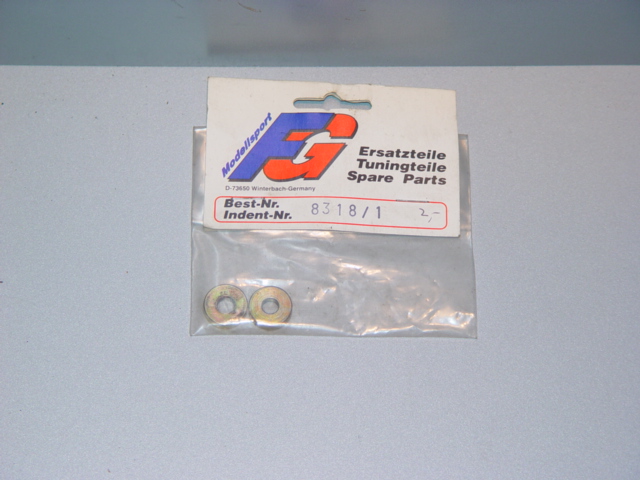 Modellsport
FG
Ersatzteile
Tuningteile
Spare Parts
D-73650 Winterbach-Germany
Best-Nr.
Indent-Nr.
8318/1
2,-